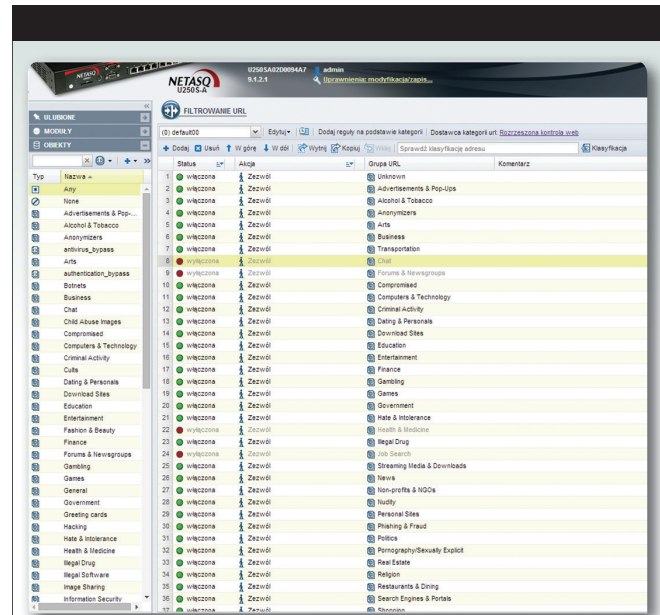 NETASQ
NETASQ
U250S-A
U250SA02D0094A7 admin
9.1.2.1 Uprawnienia: modyfikacja/zapis...
ULUBIONE
MODUŁY
OBIEKTY
Typ Nazwa
Any
None
Advertisements & Pop-...
Alcohol & Tobacco
Anonymizers
antivirus_bypass
Arts
authentication_bypass
Botnets
Business
Chat
Child Abuse Images
Compromised
Computers & Technology
Criminal Activity
Cults
Dating & Personals
Download Sites
Education
Entertainment
Fashion & Beauty
Finance
Forums & Newsgroups
Gambling
Games
General
Government
Greeting cards
Hacking
Hate & Intolerance
Health & Medicine
Illegal Drug
Illegal Software
Image Sharing
Information Security
FILTROWANIE URL
(0) default00 Edytuj Dodaj reguły na podstawie kategorii Dostawca kategorii url: Rozszerzona kontrola web
Dodaj Usuń W górę W dół Wytnij Kopiuj Wklej Sprawdź klasyfikację adresu Klasyfikacja
Status Akcja Grupa URL Komentarz
1 włączona Zezwól Unknown
2 włączona Zezwól Advertisements & Pop-Ups
3 włączona Zezwól Alcohol & Tobacco
4 włączona Zezwól Anonymizers
5 włączona Zezwól Arts
6 włączona Zezwól Business
7 włączona Zezwól Transportation
8 wyłączona Zezwól Chat
9 wyłączona Zezwól Forums & Newsgroups
10 włączona Zezwól Compromised
11 włączona Zezwól Computers & Technology
12 włączona Zezwól Criminal Activity
13 włączona Zezwól Dating & Personals
14 włączona Zezwól Download Sites
15 włączona Zezwól Education
16 włączona Zezwól Entertainment
17 włączona Zezwól Finance
18 włączona Zezwól Gambling
19 włączona Zezwól Games
20 włączona Zezwól Government
21 włączona Zezwól Hate & Intolerance
22 wyłączona Zezwól Health & Medicine
23 włączona Zezwól Illegal Drug
24 wyłączona Zezwól Job Search
25 włączona Zezwól Streaming Media & Downloads
26 włączona Zezwól News
27 włączona Zezwól Non-profits & NGOs
28 włączona Zezwól Nudity
29 włączona Zezwól Personal Sites
30 włączona Zezwól Phishing & Fraud
31 włączona Zezwól Politics
32 włączona Zezwól Pornography/Sexually Explicit
33 włączona Zezwól Real Estate
34 włączona Zezwól Religion
35 włączona Zezwól Restaurants & Dining
36 włączona Zezwól Search Engines & Portals
37 włączona Zezwól Shopping